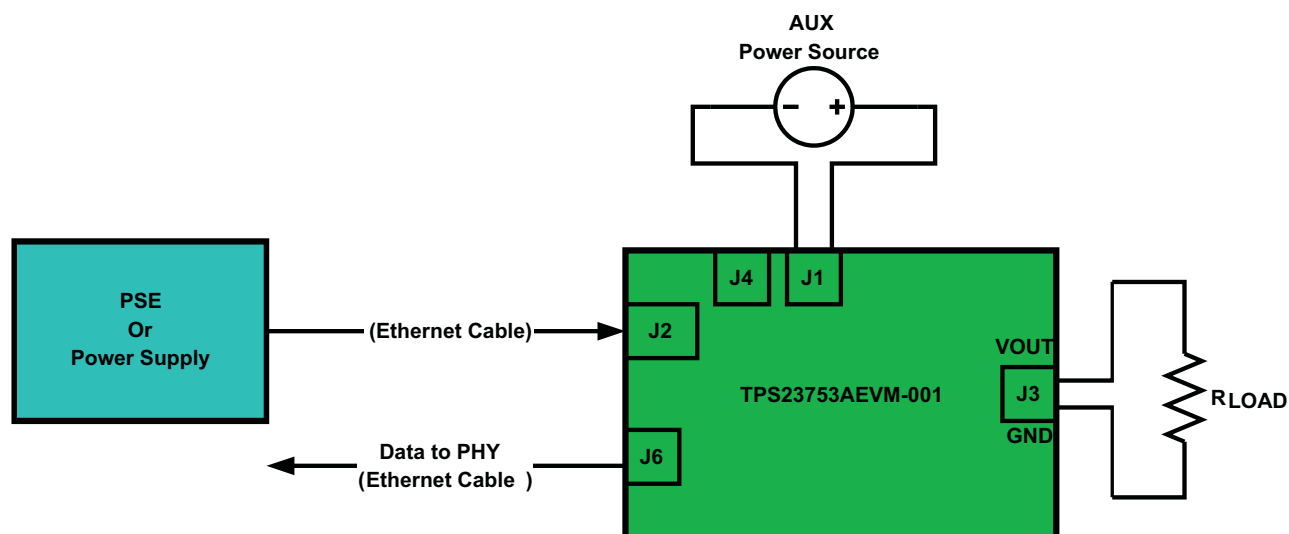 AUX
Power Source
− +
J4
J1
PSE
Or
Power Supply
(Ethernet Cable)
J2
VOUT
TPS23753AEVM-001
J3
RLOAD
GND
Data to PHY
(Ethernet Cable )
J6